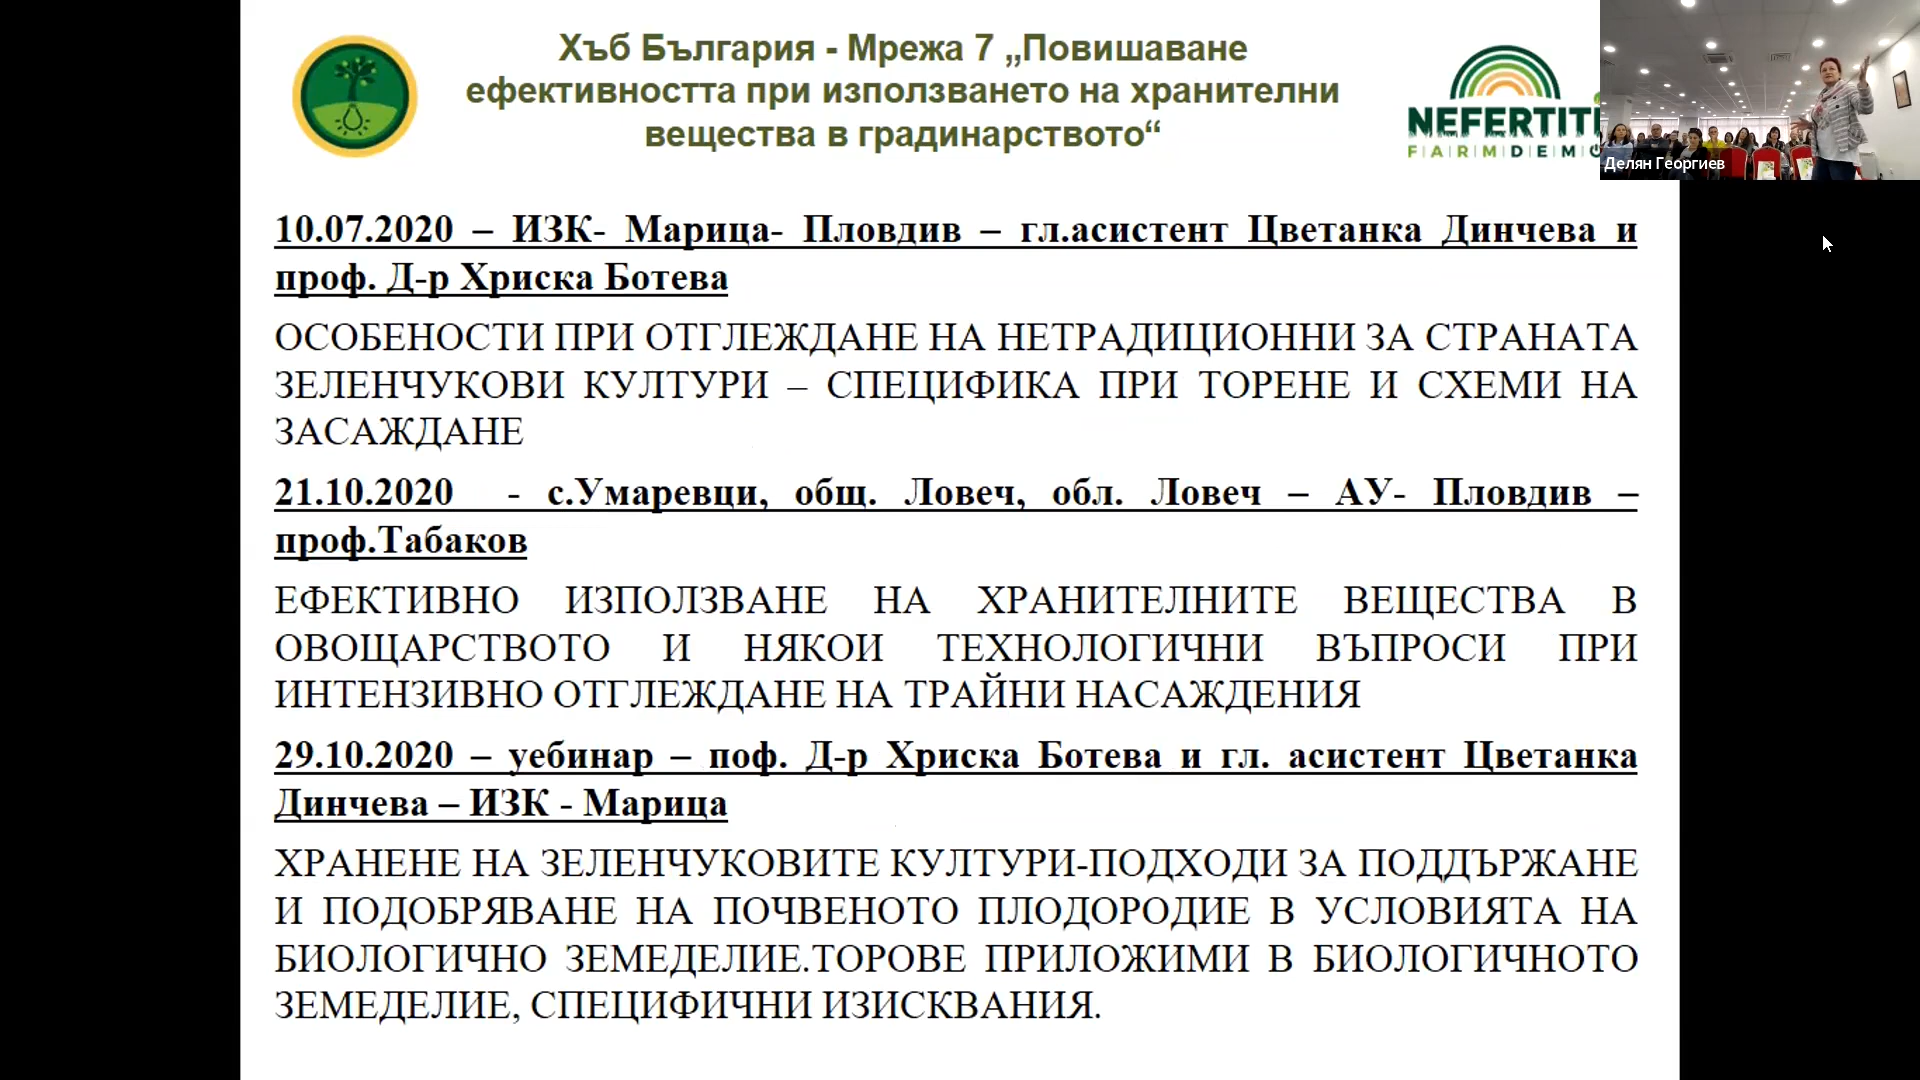 Хъб България - Мрежа 7 „Повишаване
ефективността при използването на хранителни
вещества в градинарството“
NEFERTITI
FARMDEMO
Делян Георгиев
10.07.2020 – ИЗК- Марица- Пловдив – гл.асистент Цветанка Динчева и
проф. Д-р Христка Ботева
ОСОБЕНОСТИ ПРИ ОТГЛЕЖДАНЕ НА НЕТРАДИЦИОННИ ЗА СТРАНАТА
ЗЕЛЕНЧУКОВИ КУЛТУРИ – СПЕЦИФИКА ПРИ ТОРЕНЕ И СХЕМИ НА
ЗАСАЖДАНЕ
21.10.2020 - с.Умаревци, общ. Ловеч, обл. Ловеч – АУ- Пловдив –
проф.Табаков
ЕФЕКТИВНО ИЗПОЛЗВАНЕ НА ХРАНИТЕЛНИТЕ ВЕЩЕСТВА В
ОВОЩАРСТВОТО И НЯКОИ ТЕХНОЛОГИЧНИ ВЪПРОСИ ПРИ
ИНТЕНЗИВНО ОТГЛЕЖДАНЕ НА ТРАЙНИ НАСАЖДЕНИЯ
29.10.2020 – уебинар – поф. Д-р Хриска Ботева и гл. асистент Цветанка
Динчева – ИЗК - Марица
ХРАНЕНЕ НА ЗЕЛЕНЧУКОВИТЕ КУЛТУРИ-ПОДХОДИ ЗА ПОДДЪРЖАНЕ
И ПОДОБРЯВАНЕ НА ПОЧВЕНОТО ПЛОДОРОДИЕ В УСЛОВИЯТА НА
БИОЛОГИЧНО ЗЕМЕДЕЛИЕ.ТОРОВЕ ПРИЛОЖИМИ В БИОЛОГИЧНОТО
ЗЕМЕДЕЛИЕ, СПЕЦИФИЧНИ ИЗИСКВАНИЯ.